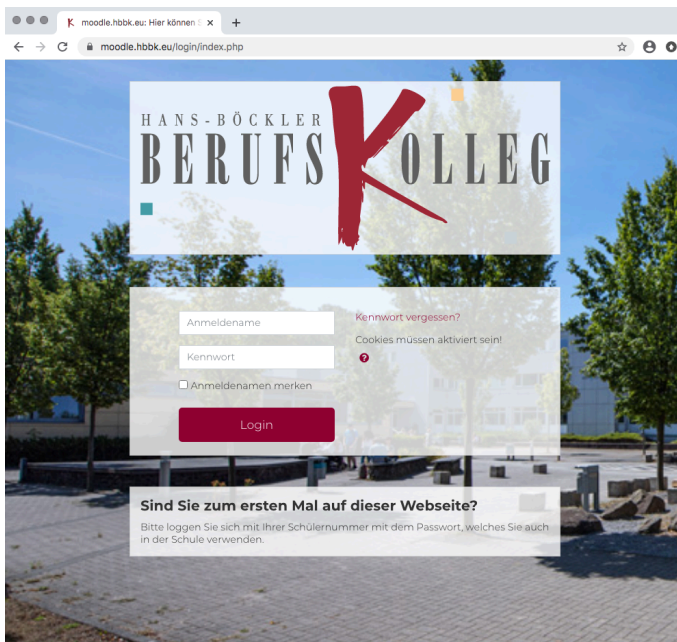 moodle.hbbk.eu: Hier können S
moodle.hbbk.eu/login/index.php
HANS-BÖCKLER
BERUFSKOLLEG
Anmeldename
Kennwort vergessen?
Cookies müssen aktiviert sein!
Kennwort
Anmeldenamen merken
Login
Sind Sie zum ersten Mal auf dieser Webseite?
Bitte loggen Sie sich mit Ihrer Schülernummer mit dem Passwort, welches Sie auch
in der Schule verwenden.